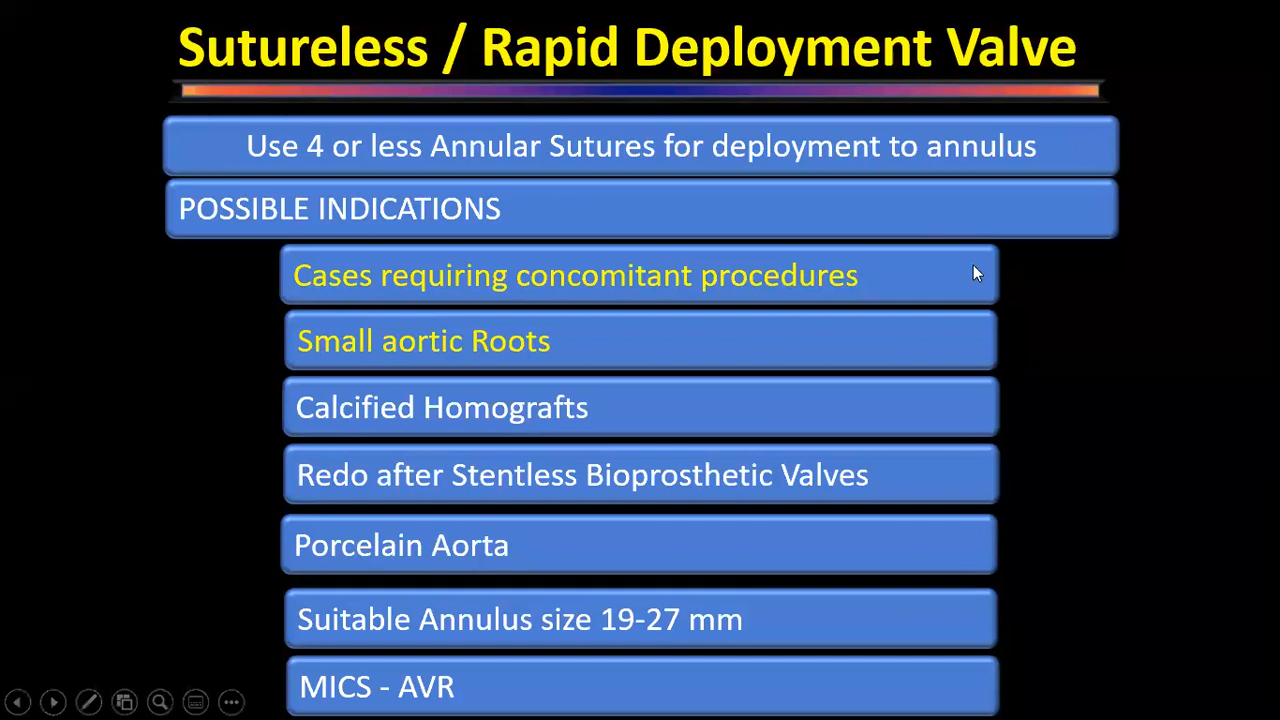 Sutureless / Rapid Deployment Valve
Use 4 or less Annular Sutures for deployment to annulus
POSSIBLE INDICATIONS
Cases requiring concomitant procedures
Small aortic Roots
Calcified Homografts
Redo after Stentless Bioprosthetic Valves
Porcelain Aorta
Suitable Annulus size 19-27 mm
MICS - AVR